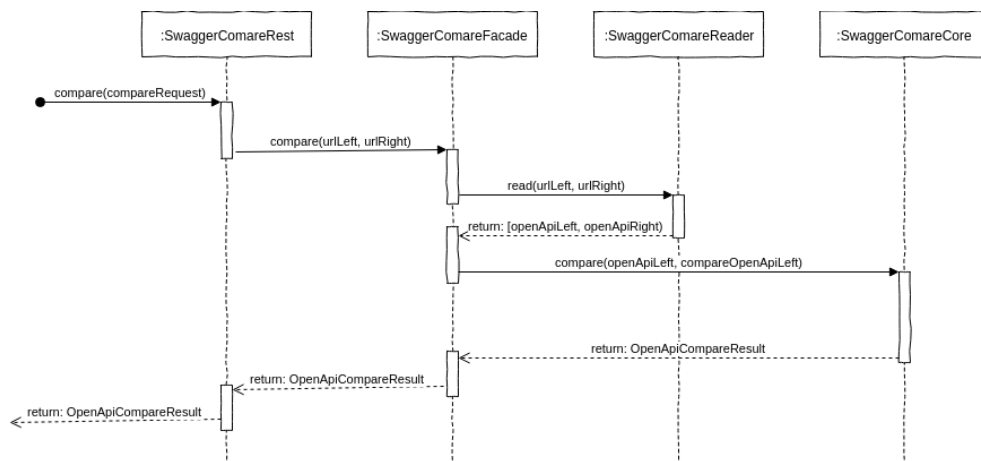 :SwaggerComareRest
:SwaggerComareFacade
:SwaggerComareReader
:SwaggerComareCore
compare(compareRequest)
compare(urlLeft, urlRight)
read(urlLeft, urlRight)
return: [openApiLeft, openApiRight)
compare(openApiLeft, compareOpenApiLeft)
return: OpenApiCompareResult
return: OpenApiCompareResult
return: OpenApiCompareResult